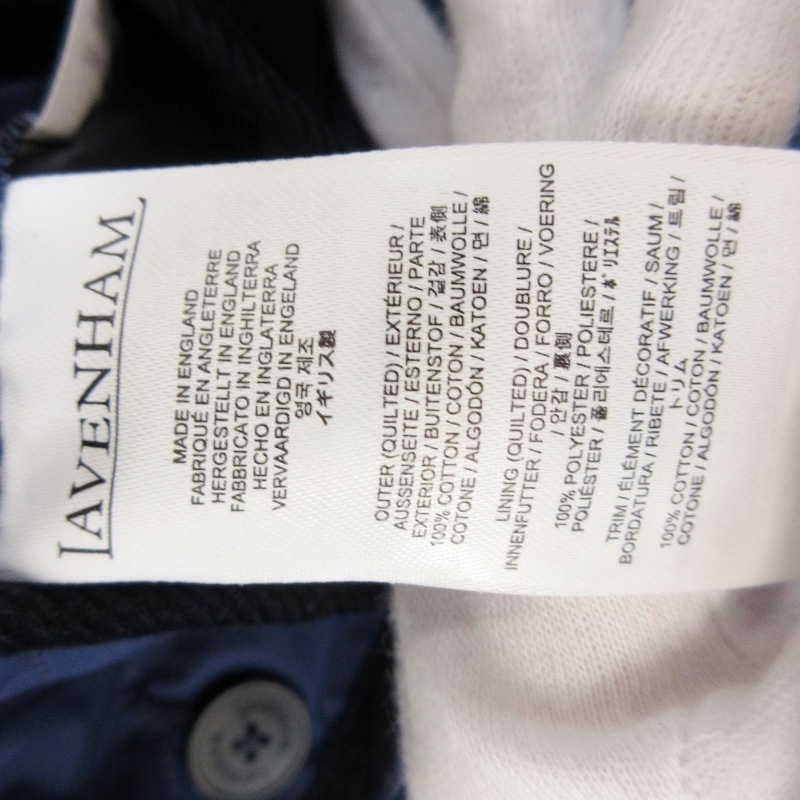 LAVENHAM
MADE IN ENGLAND
FABRIQUÉ EN ANGLETERRE
HERGESTELLT IN ENGLAND
FABBRICATO IN INGHILTERRA
HECHO EN INGLATERRA
VERVAARDIGD IN ENGELAND
영국 제조
イギリス製
OUTER (QUILTED) / EXTÉRIEUR /
AUSSENSEITE / ESTERNO / PARTE
EXTERIOR / BUITENSTOF / 겉감 / 表側
100% COTTON / COTON / BAUMWOLLE /
COTONE / ALGODÓN / KATOEN / 면 / 綿
LINING (QUILTED) / DOUBLURE /
INNENFUTTER / FODERA / FORRO / VOERING
/ 안감 / 裏側
100% POLYESTER / POLIESTERE /
POLIÉSTER / 폴리에스테르 / ポリエステル
TRIM / ÉLÉMENT DÉCORATIF / SAUM /
BORDATURA / RIBETE / AFWERKING / 트림 /
トリム
100% COTTON / COTON / BAUMWOLLE /
COTONE / ALGODÓN / KATOEN / 면 / 綿